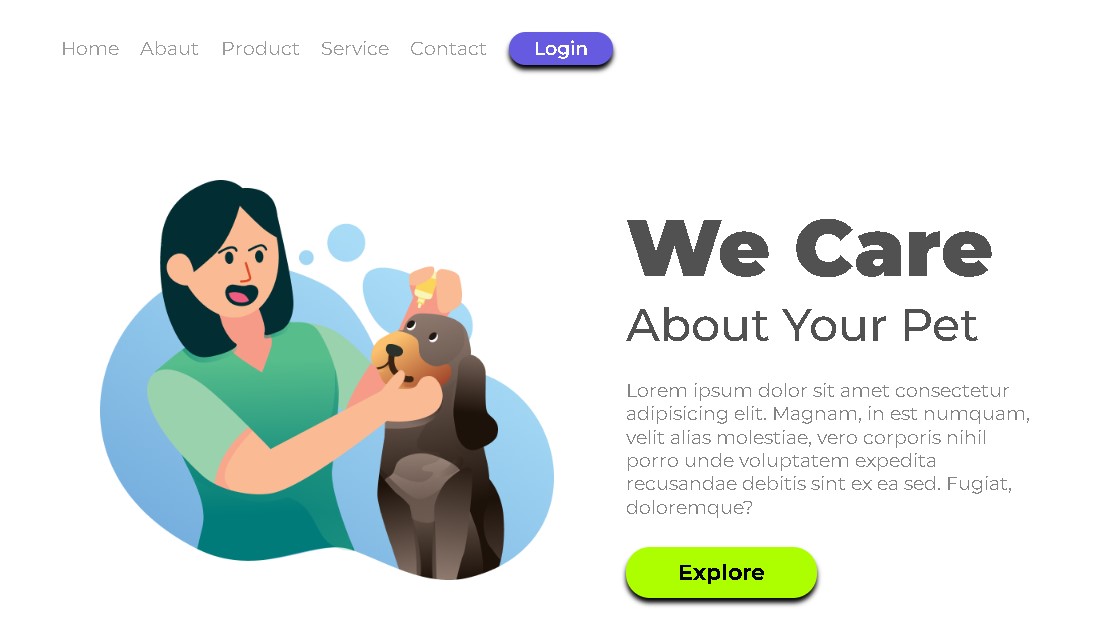 Home Abaut Product Service Contact Login
We Care
About Your Pet
Lorem ipsum dolor sit amet consectetur
adipisicing elit. Magnam, in est numquam,
velit alias molestiae, vero corporis nihil
porro unde voluptatem expedita
recusandae debitis sint ex ea sed. Fugiat,
doloremque?
Explore